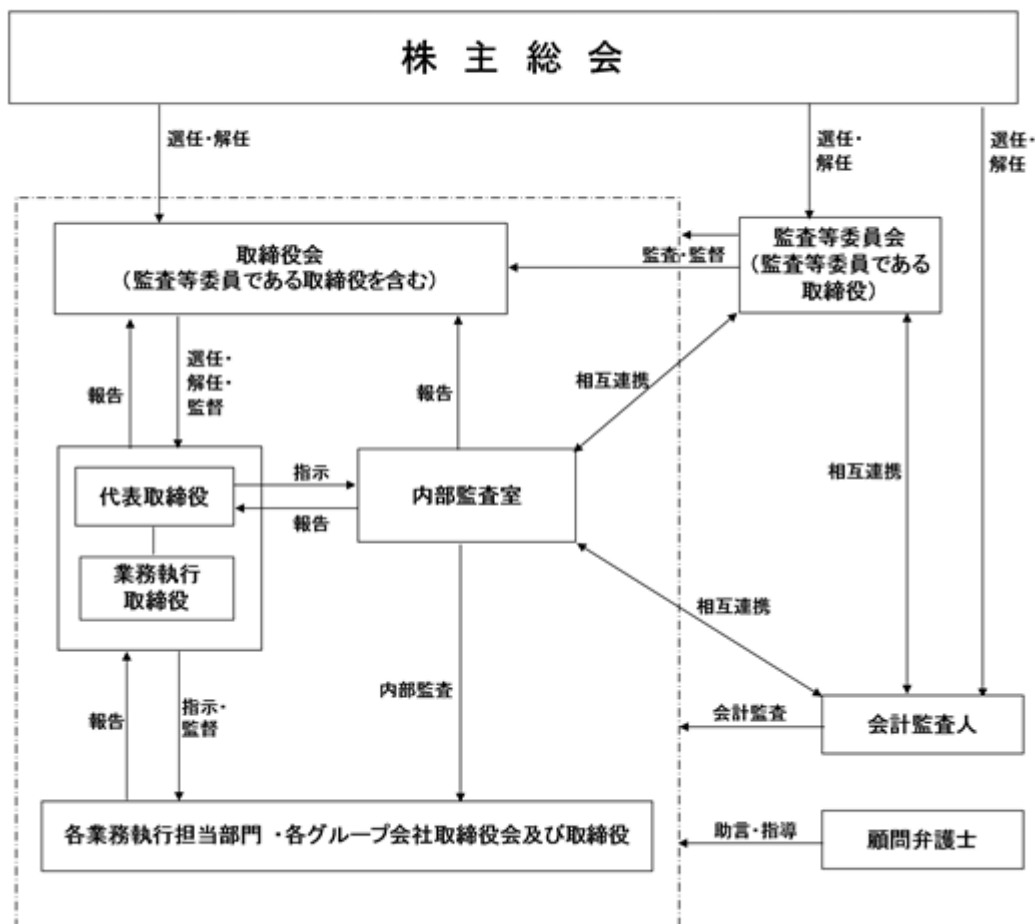 株主総会
選任・解任
選任・
解任
選任・
解任
取締役会
（監査等委員である取締役を含む）
監査・監督
監査等委員会
（監査等委員である
取締役）
報告
選任・
解任・
監督
報告
相互連携
相互連携
代表取締役
指示
報告
内部監査室
業務執行
取締役
相互連携
報告
指示・
監督
内部監査
会計監査
会計監査人
各業務執行担当部門 ・各グループ会社取締役会及び取締役
助言・指導
顧問弁護士